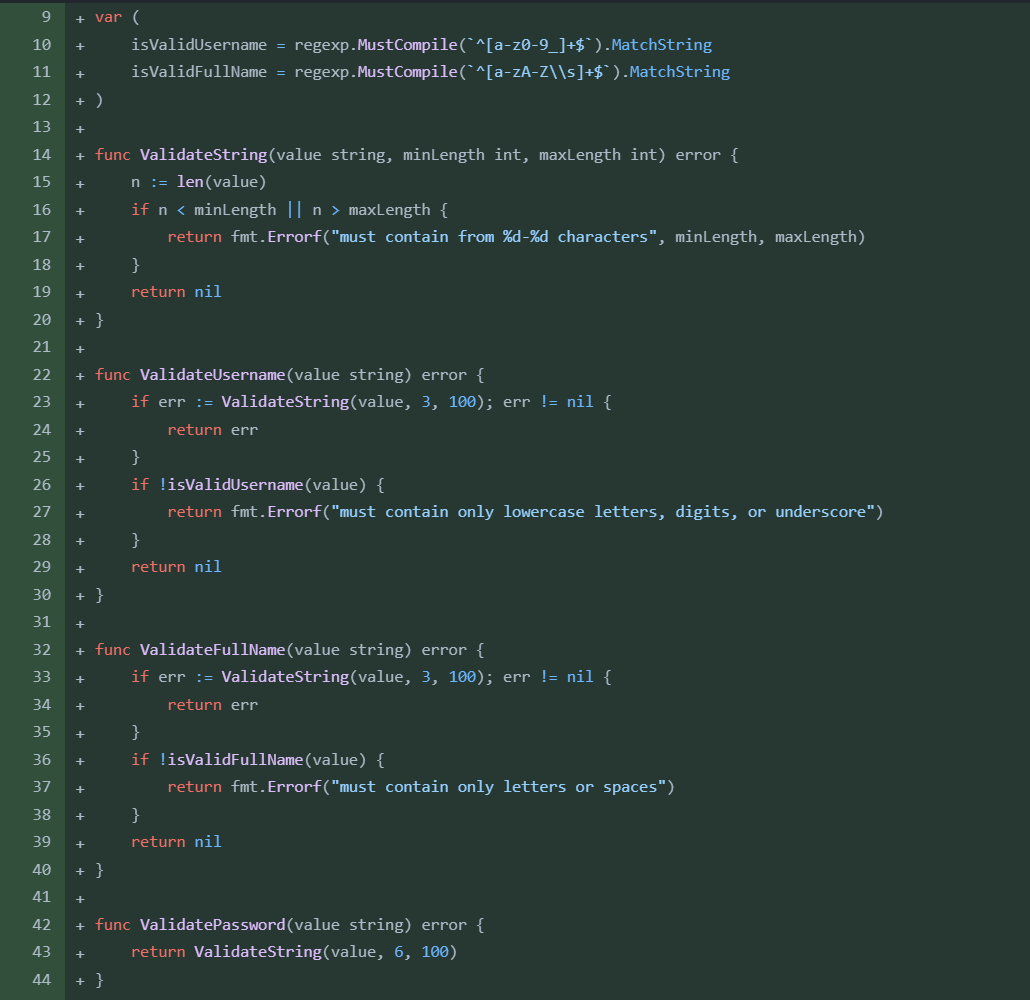 9 + var (
10 + isValidUsername = regexp.MustCompile(`^[a-z0-9_]+$`).MatchString
11 + isValidFullName = regexp.MustCompile(`^[a-zA-Z\\s]+$`).MatchString
12 + )
13 +
14 + func ValidateString(value string, minLength int, maxLength int) error {
15 + n := len(value)
16 + if n < minLength || n > maxLength {
17 + return fmt.Errorf("must contain from %d-%d characters", minLength, maxLength)
18 + }
19 + return nil
20 + }
21 +
22 + func ValidateUsername(value string) error {
23 + if err := ValidateString(value, 3, 100); err != nil {
24 + return err
25 + }
26 + if !isValidUsername(value) {
27 + return fmt.Errorf("must contain only lowercase letters, digits, or underscore")
28 + }
29 + return nil
30 + }
31 +
32 + func ValidateFullName(value string) error {
33 + if err := ValidateString(value, 3, 100); err != nil {
34 + return err
35 + }
36 + if !isValidFullName(value) {
37 + return fmt.Errorf("must contain only letters or spaces")
38 + }
39 + return nil
40 + }
41 +
42 + func ValidatePassword(value string) error {
43 + return ValidateString(value, 6, 100)
44 + }